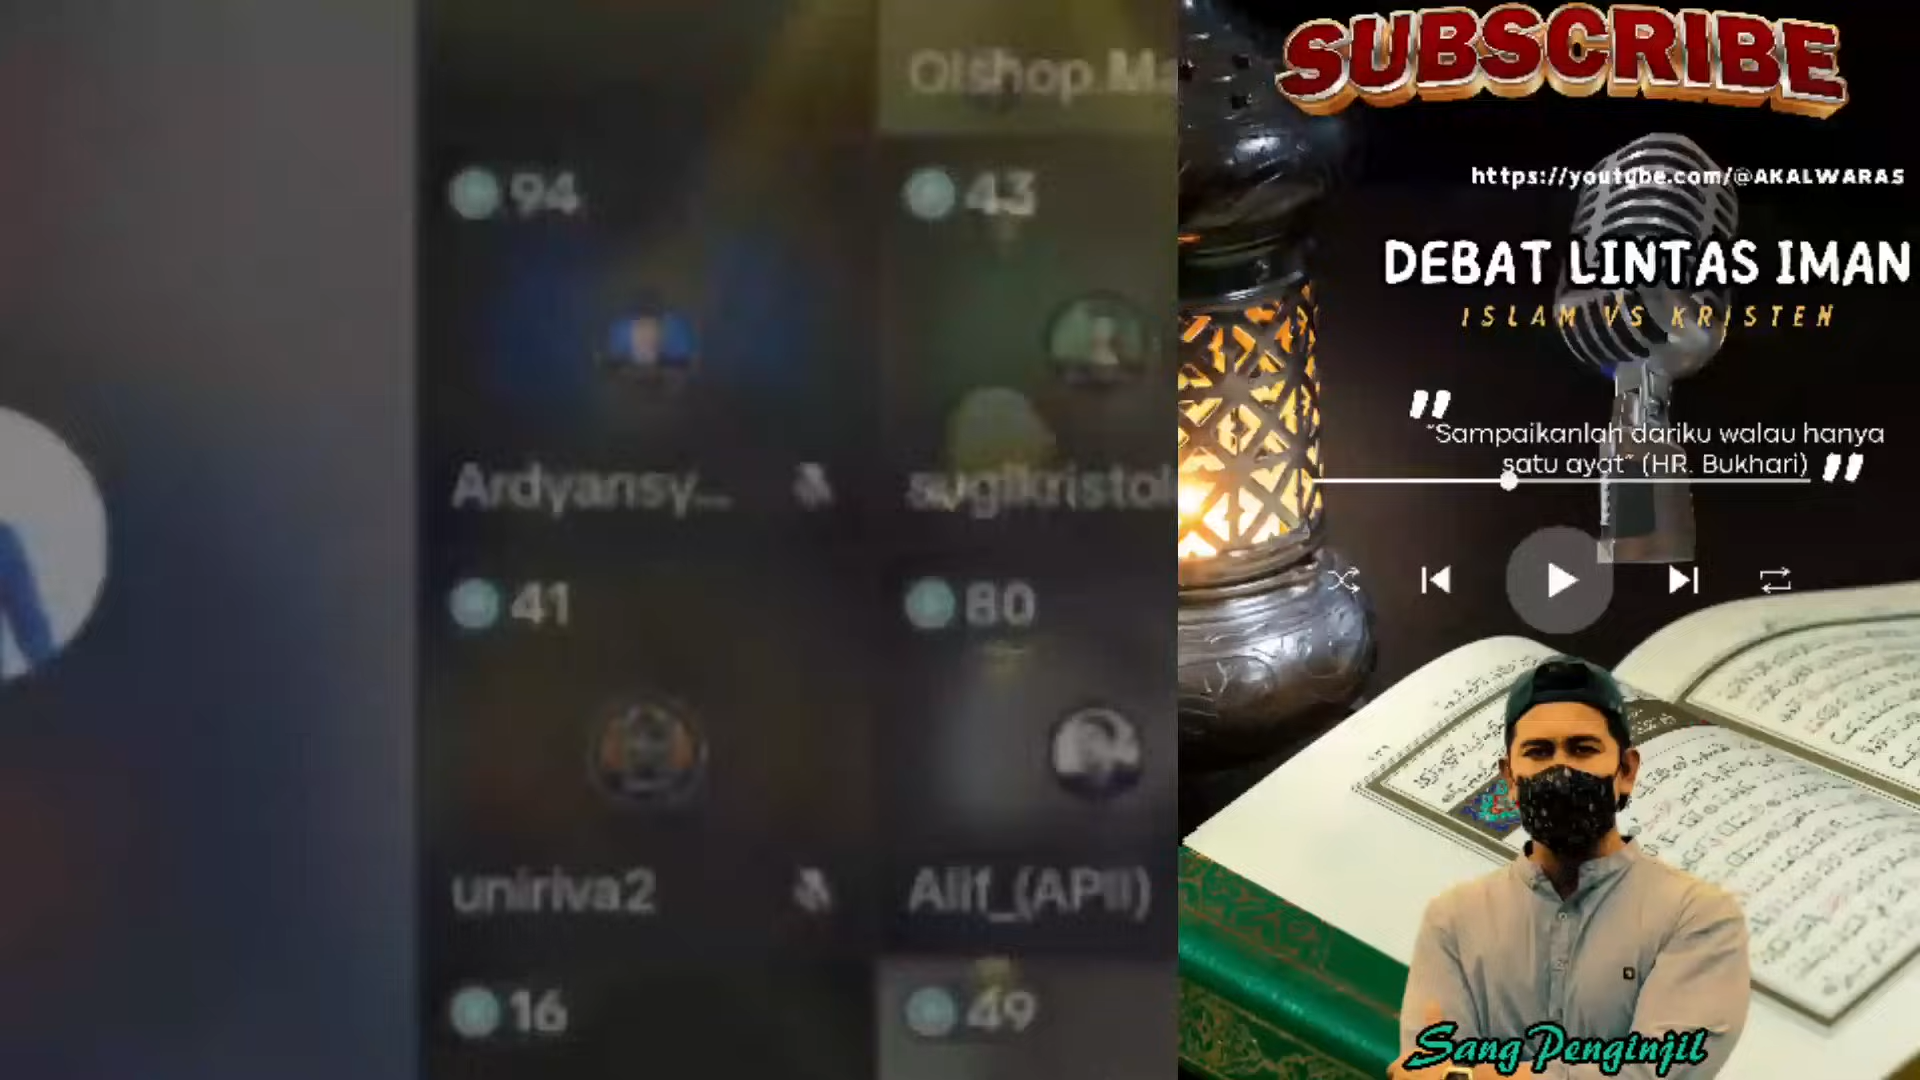 Olshop.Ma
94
43
Ardyansy...
sugikristol
41
80
uniriva2
Alif_(APII)
16
49
SUBSCRIBE
https://youtube.com/@AKALWARAS
DEBAT LINTAS IMAN
ISLAM VS KRISTEN
"
"Sampaikanlah dariku walau hanya
satu ayat" (HR. Bukhari) "
Sang Penginjil